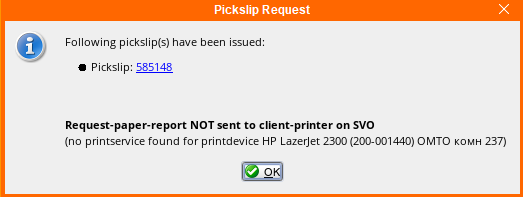 Pickslip Request
Following pickslip(s) have been issued:
Pickslip: 585148
Request-paper-report NOT sent to client-printer on SVO
(no printservice found for printdevice HP LazerJet 2300 (200-001440) ОМТО комн 237)
OK